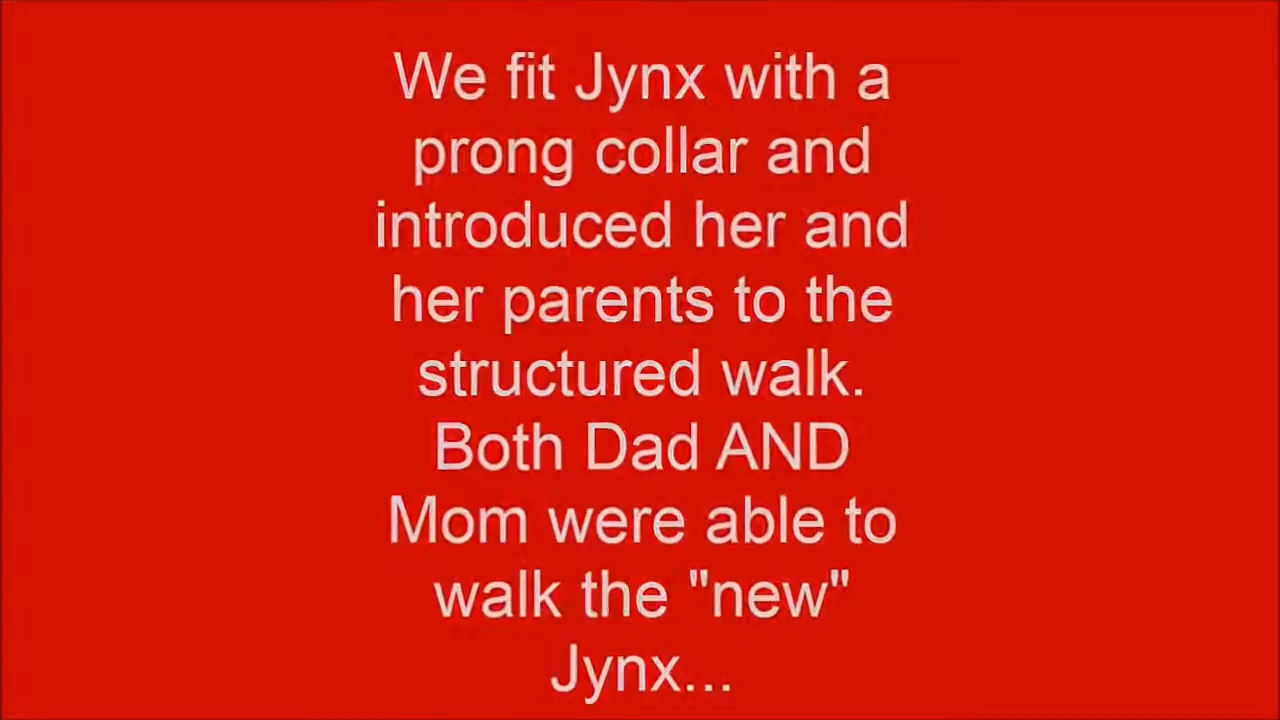 We fit Jynx with a
prong collar and
introduced her and
her parents to the
structured walk.
Both Dad AND
Mom were able to
walk the "new"
Jynx...